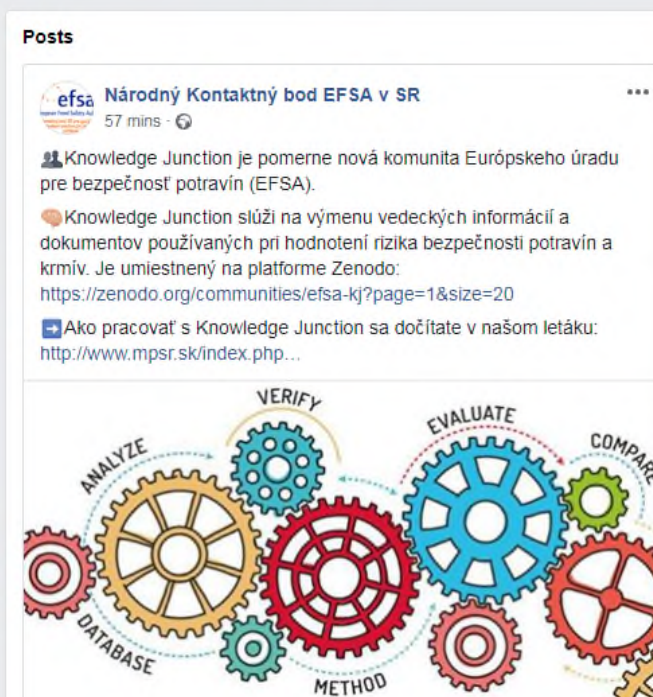 Posts
efsa
Národný Kontaktný bod EFSA v SR
57 mins ·
Knowledge Junction je pomerne nová komunita Európskeho úradu
pre bezpečnosť potravín (EFSA).
Knowledge Junction slúži na výmenu vedeckých informácií a
dokumentov používaných pri hodnotení rizika bezpečnosti potravín a
krmív. Je umiestnený na platforme Zenodo:
https://zenodo.org/communities/efsa-kj?page=1&size=20
Ako pracovať s Knowledge Junction sa dočítate v našom letáku:
http://www.mpsr.sk/index.php...
VERIFY
EVALUATE
ANALYZE
COMPARE
DATABASE
METHOD